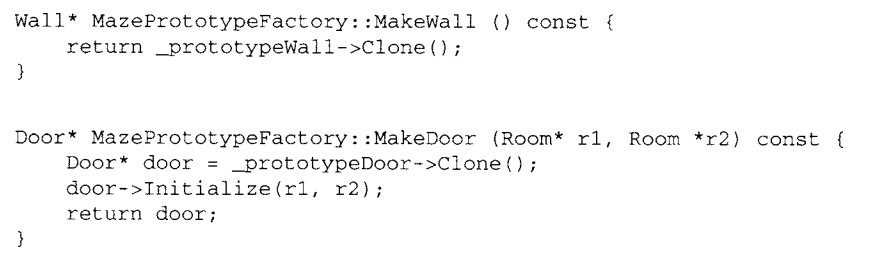 Wall* MazePrototypeFactory::MakeWall () const {
    return _prototypeWall->Clone();
}
Door* MazePrototypeFactory::MakeDoor (Room* r1, Room *r2) const {
    Door* door = _prototypeDoor->Clone();
    door->Initialize(r1, r2);
    return door;
}